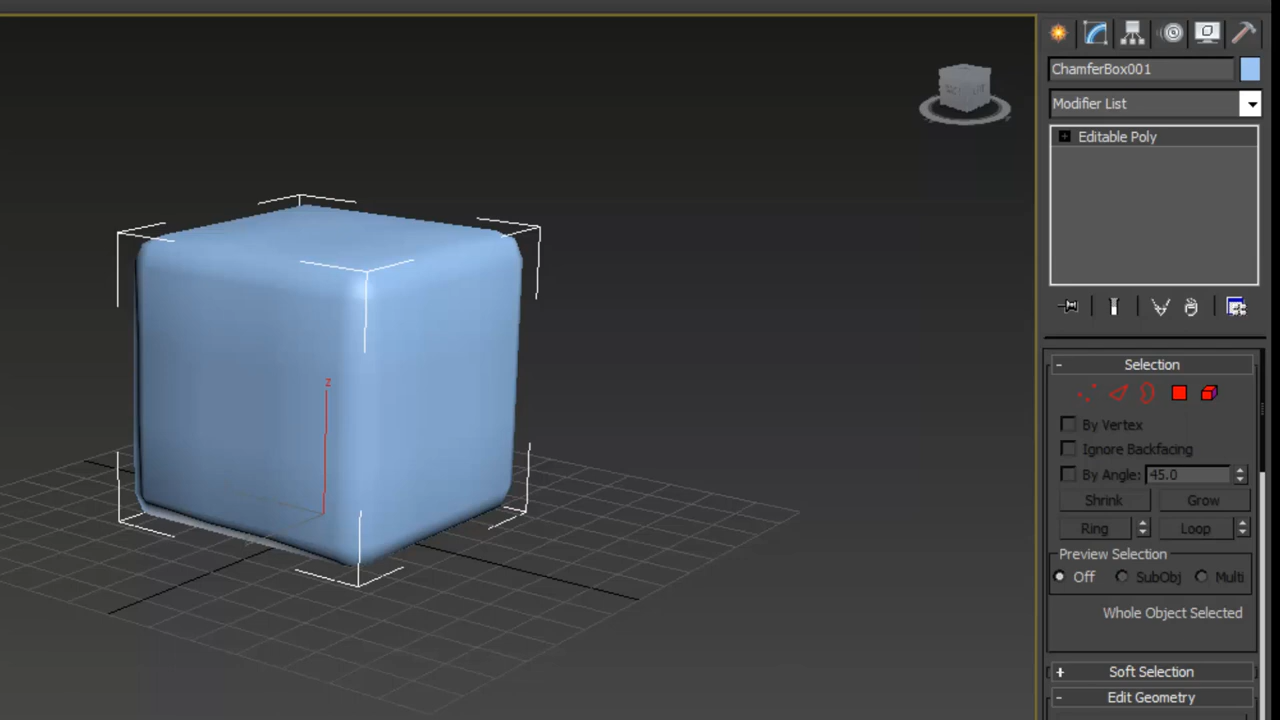 ChamferBox001
Modifier List
Editable Poly
z
- Selection
By Vertex
Ignore Backfacing
By Angle: 45.0
Shrink Grow
Ring Loop
Preview Selection
Off SubObj Multi
Whole Object Selected
+ Soft Selection
- Edit Geometry